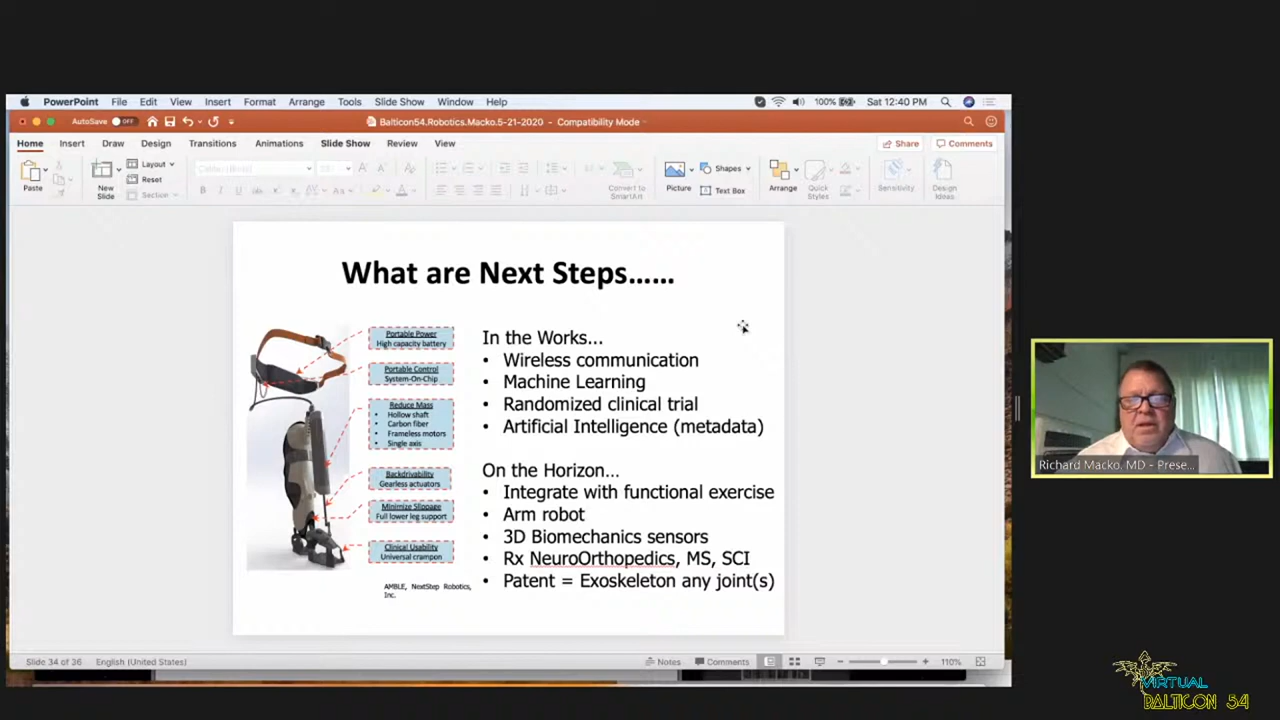 PowerPoint File Edit View Insert Format Arrange Tools Slide Show Window Help 100% Sat 12:40 PM
AutoSave OFF Balticon54.Robotics.Macko.5-21-2020 - Compatibility Mode
Home Insert Draw Design Transitions Animations Slide Show Review View Share Comments
Paste
New Slide
Layout
Reset
Section
Convert to SmartArt
Picture
Shapes
Text Box
Arrange
Quick Styles
Sensitivity
Design Ideas
What are Next Steps......
Portable Power
High capacity battery
Portable Control
System-On-Chip
Reduce Mass
• Hollow shaft
• Carbon fiber
• Frameless motors
• Single axis
Backdrivability
Gearless actuators
Minimize Slippage
Full lower leg support
Clinical Usability
Universal crampon
AMBLE, NextStep Robotics,
Inc.
In the Works...
• Wireless communication
• Machine Learning
• Randomized clinical trial
• Artificial Intelligence (metadata)
On the Horizon...
• Integrate with functional exercise
• Arm robot
• 3D Biomechanics sensors
• Rx NeuroOrthopedics, MS, SCI
• Patent = Exoskeleton any joint(s)
Richard Macko, MD - Prese...
Slide 34 of 36 English (United States) Notes Comments 110%
VIRTUAL
BALTICON 54